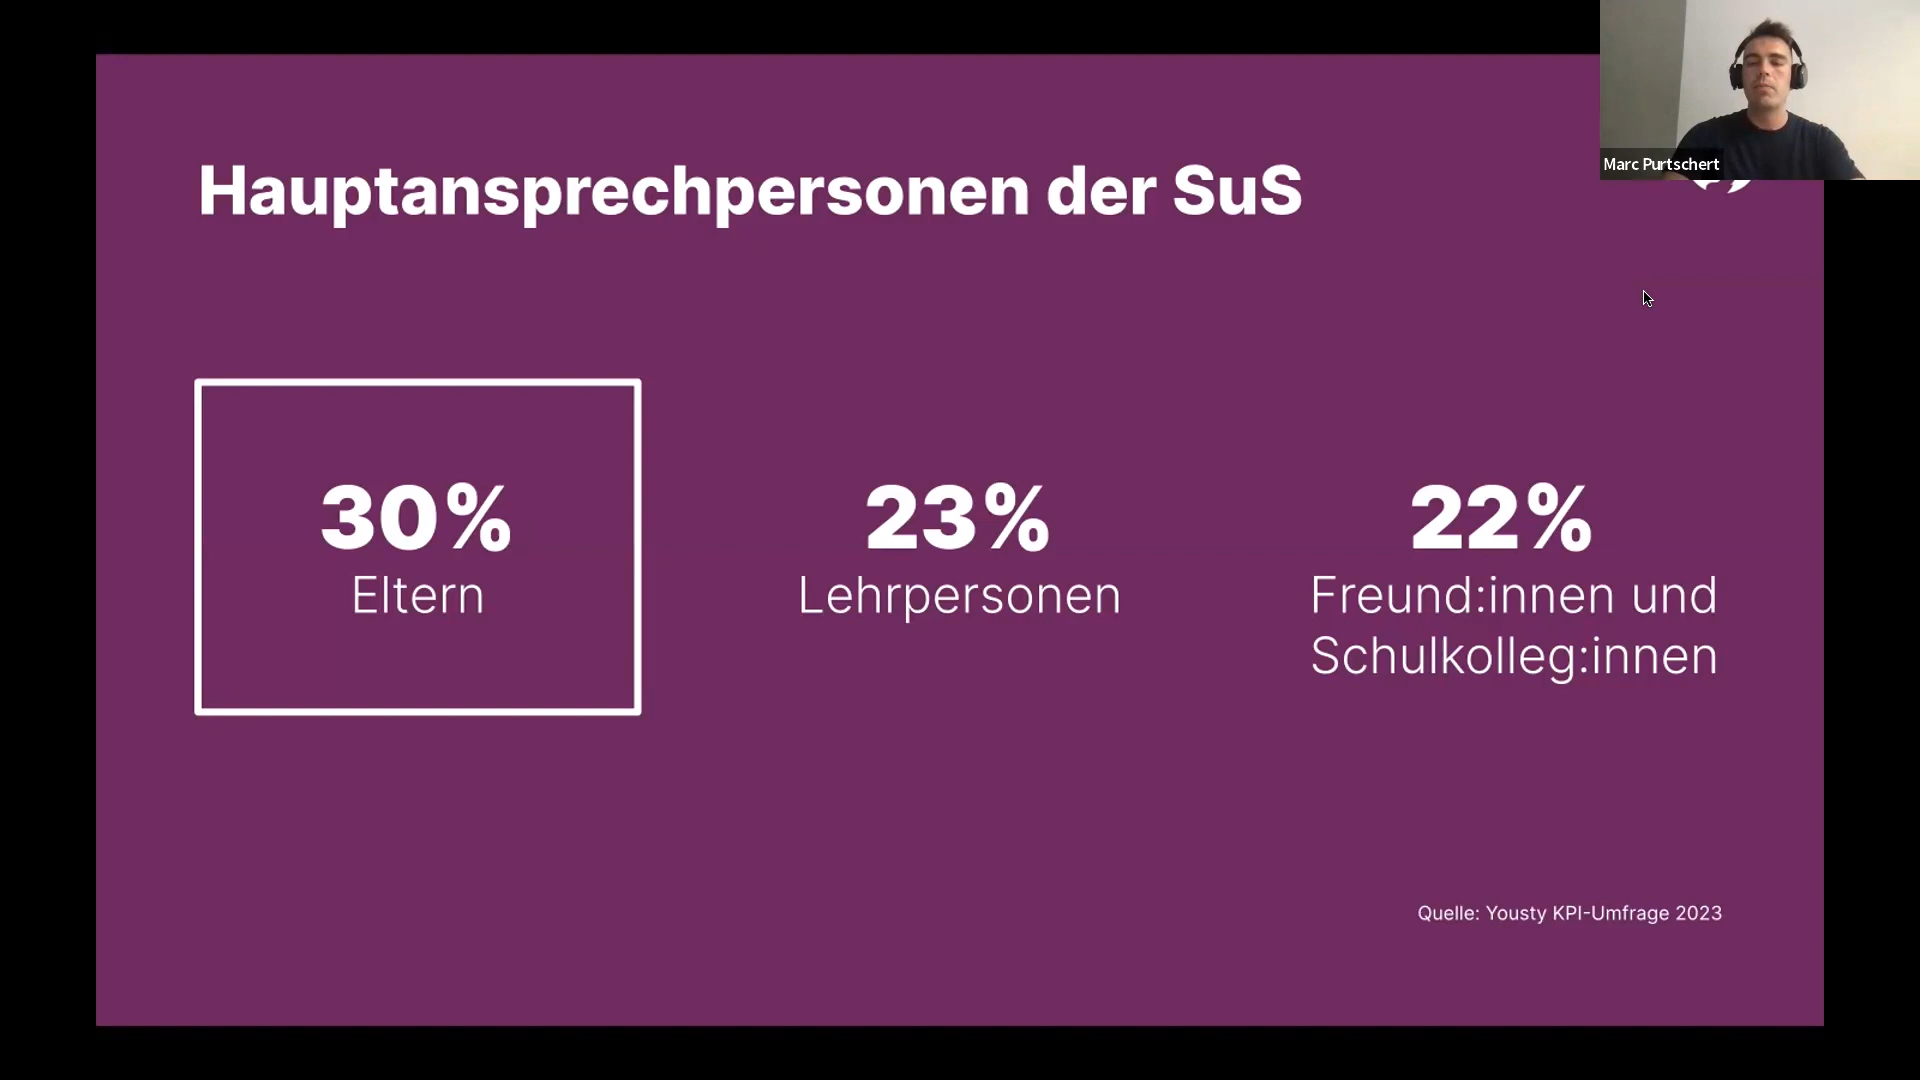 Marc Purtschert
Hauptansprechpersonen der SuS
30%
Eltern
23%
Lehrpersonen
22%
Freund:innen und
Schulkolleg:innen
Quelle: Yousty KPI-Umfrage 2023